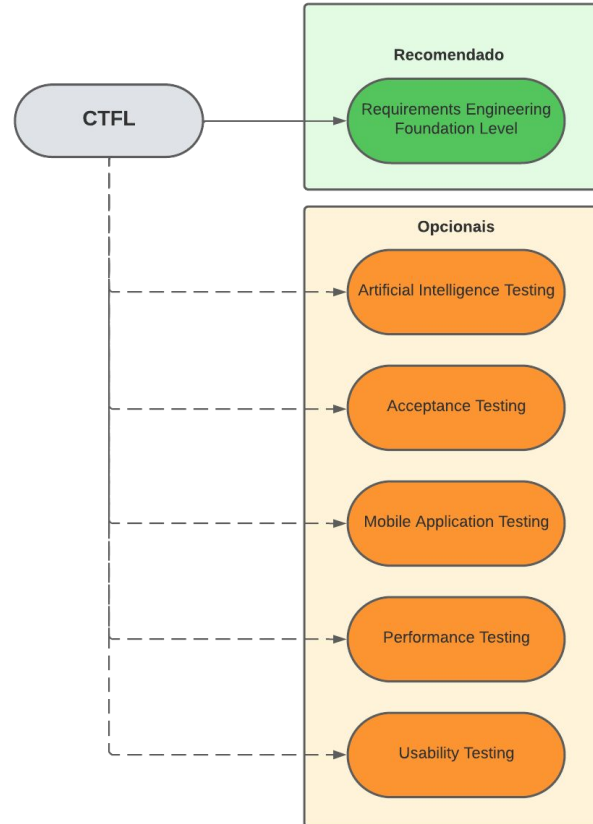 Recomendado
CTFL
Requirements Engineering
Foundation Level
Opcionais
Artificial Intelligence Testing
Acceptance Testing
Mobile Application Testing
Performance Testing
Usability Testing